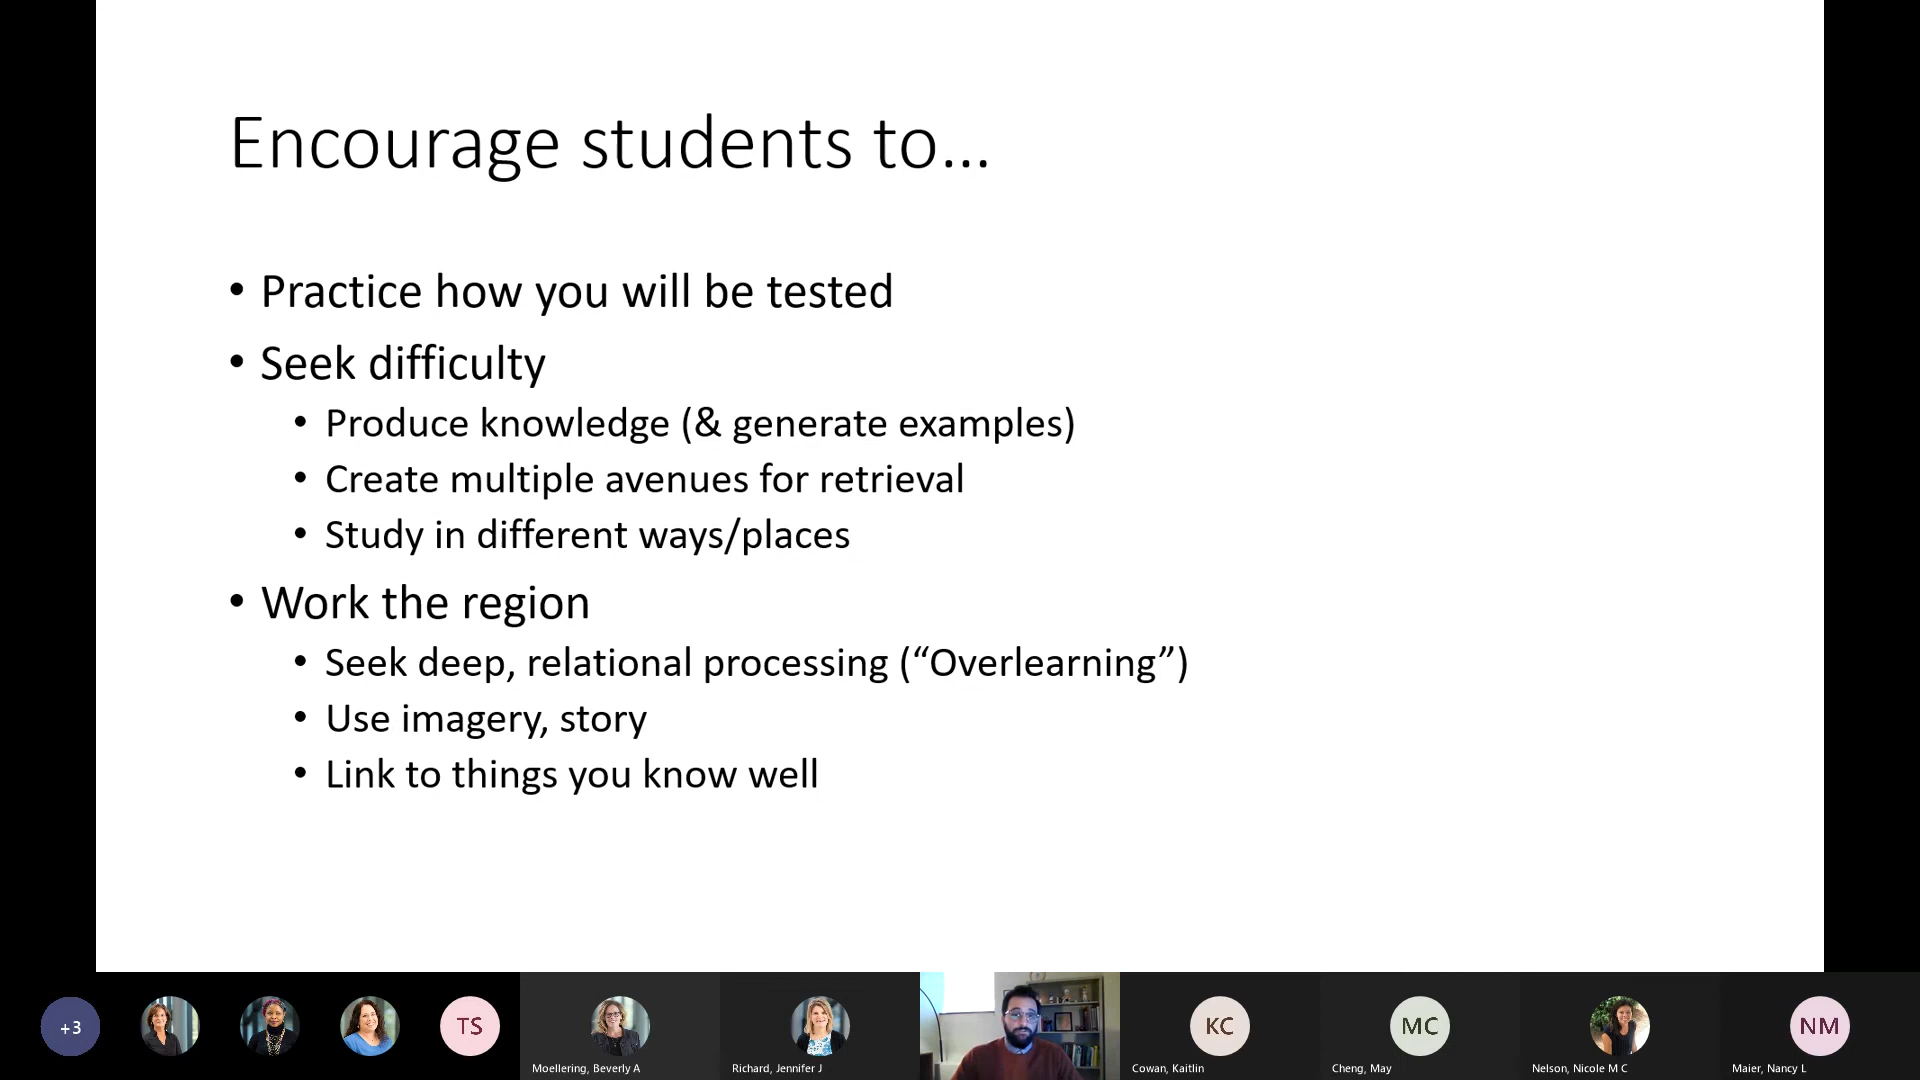 Encourage students to...
• Practice how you will be tested
• Seek difficulty
• Produce knowledge (& generate examples)
• Create multiple avenues for retrieval
• Study in different ways/places
• Work the region
• Seek deep, relational processing (“Overlearning”)
• Use imagery, story
• Link to things you know well
+3
TS
KC
MC
NM
Moellering, Beverly A
Richard, Jennifer J
Cowan, Kaitlin
Cheng, May
Nelson, Nicole M C
Maier, Nancy L